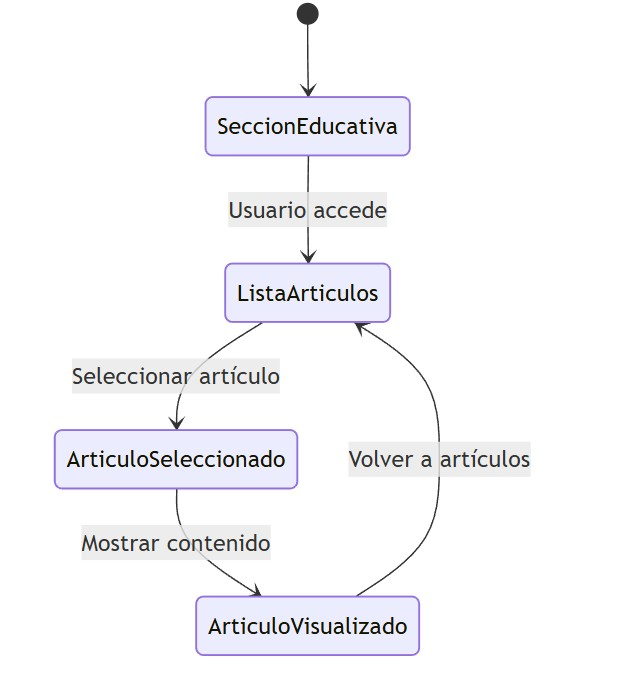 SeccionEducativa
Usuario accede
ListaArticulos
Seleccionar artículo
ArticuloSeleccionado
Volver a artículos
Mostrar contenido
ArticuloVisualizado